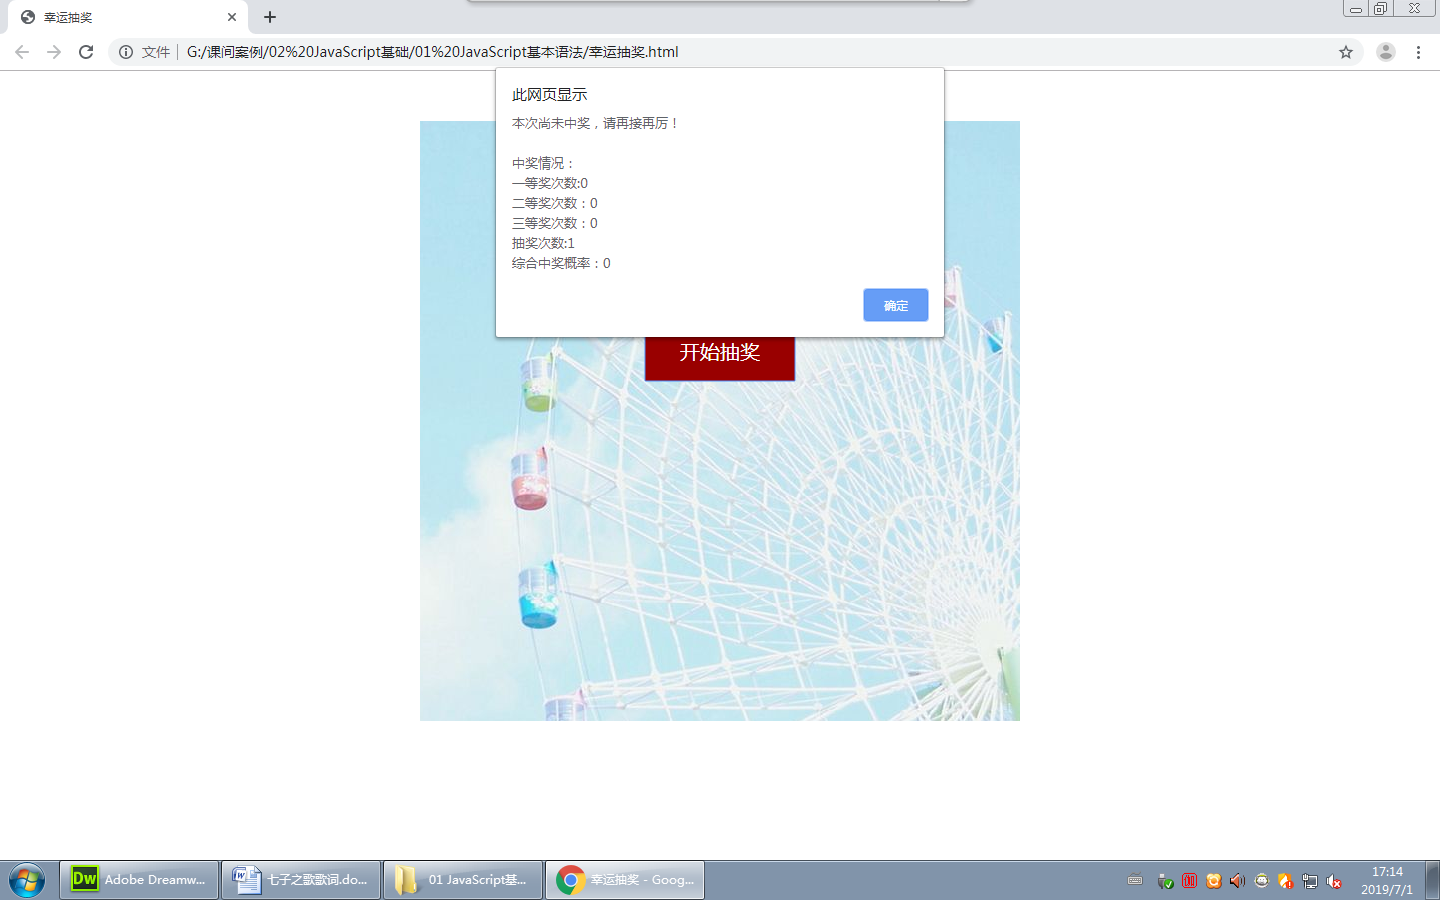 幸运抽奖
文件
G:/课间案例/02%20JavaScript基础/01%20JavaScript基本语法/幸运抽奖.html
此网页显示
本次尚未中奖，请再接再厉！
中奖情况：
一等奖次数:0
二等奖次数：0
三等奖次数：0
抽奖次数:1
综合中奖概率：0
确定
开始抽奖
Dw Adobe Dreamw...
七子之歌歌词.do...
01 JavaScript基...
幸运抽奖 - Goog...
17:14
2019/7/1